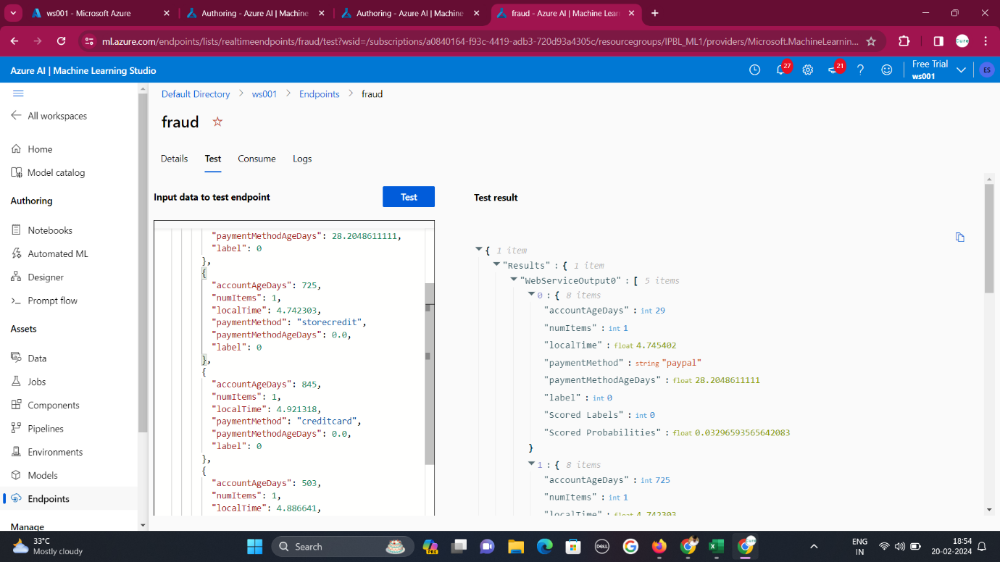 ws001 - Microsoft Azure
Authoring - Azure AI | Machine
Authoring - Azure AI | Machine
fraud - Azure AI | Machine Lear
ml.azure.com/endpoints/lists/realtimeendpoints/fraud/test?wsid=/subscriptions/a0840164-f93c-4419-adb3-720d93a4305c/resourcegroups/IPBL_ML1/providers/Microsoft.MachineLearnin...
Cure
Azure AI | Machine Learning Studio
27
21
Free Trial
ws001
ES
Default Directory > ws001 > Endpoints > fraud
All workspaces
Home
Model catalog
Authoring
Notebooks
Automated ML
Designer
Prompt flow
Assets
Data
Jobs
Components
Pipelines
Environments
Models
Endpoints
Manage
fraud
Details Test Consume Logs
Input data to test endpoint
Test
"paymentMethodAgeDays": 28.2048611111,
"label": 0
},
{
"accountAgeDays": 725,
"numItems": 1,
"localTime": 4.742303,
"paymentMethod": "storecredit",
"paymentMethodAgeDays": 0.0,
"label": 0
},
{
"accountAgeDays": 845,
"numItems": 1,
"localTime": 4.921318,
"paymentMethod": "creditcard",
"paymentMethodAgeDays": 0.0,
"label": 0
},
{
"accountAgeDays": 503,
"numItems": 1,
"localTime": 4.886641,
Test result
{ 1 item
"Results" : { 1 item
"WebServiceOutput0" : [ 5 items
0 : { 8 items
"accountAgeDays" : int 29
"numItems" : int 1
"localTime" : float 4.745402
"paymentMethod" : string "paypal"
"paymentMethodAgeDays" : float 28.2048611111
"label" : int 0
"Scored Labels" : int 0
"Scored Probabilities" : float 0.03296593565642083
}
1 : { 8 items
"accountAgeDays" : int 725
"numItems" : int 1
"localTime" : float 4.742303
33°C
Mostly cloudy
Search
PRE
DELL
ENG
IN
18:54
20-02-2024